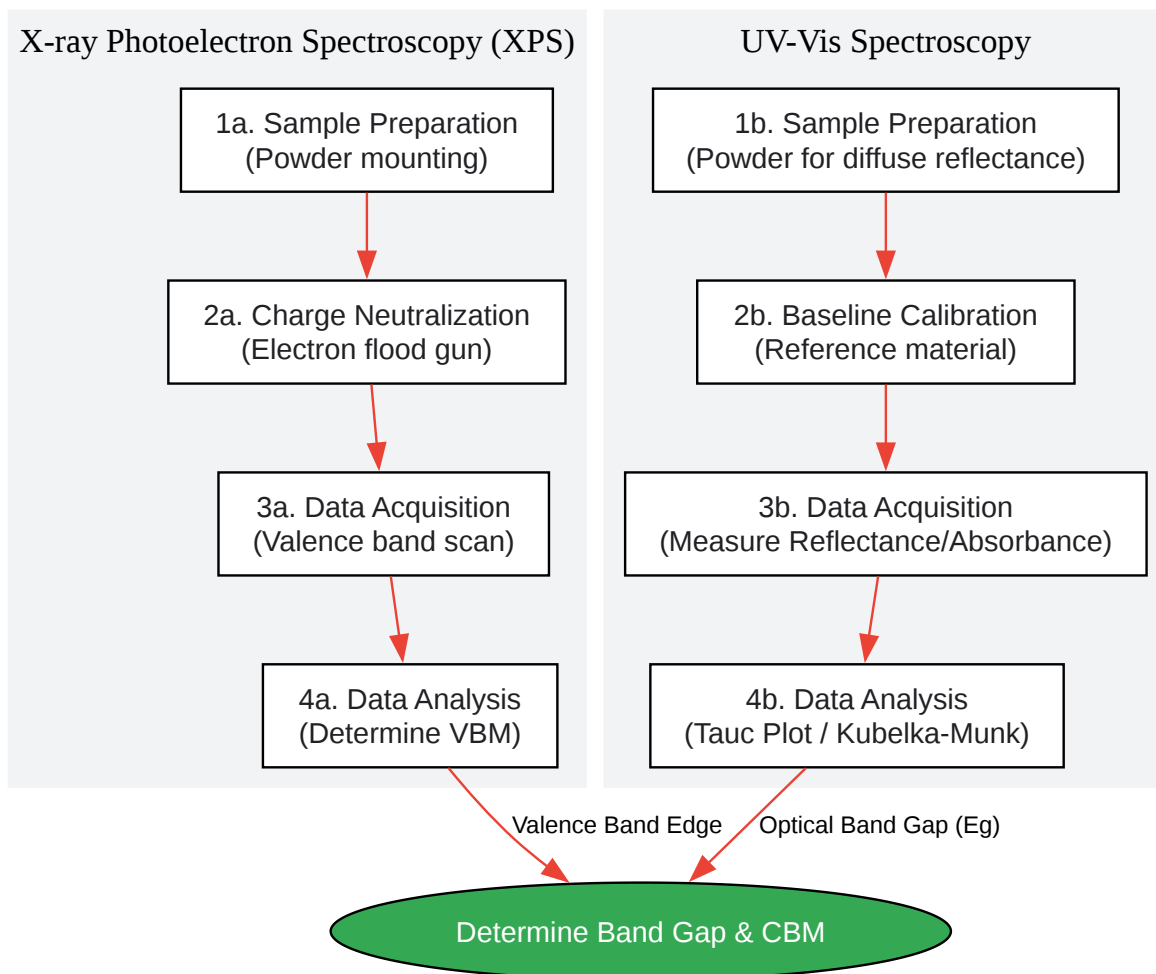 X-ray Photoelectron Spectroscopy (XPS)
1a. Sample Preparation
(Powder mounting)
2a. Charge Neutralization
(Electron flood gun)
3a. Data Acquisition
(Valence band scan)
4a. Data Analysis
(Determine VBM)
UV-Vis Spectroscopy
1b. Sample Preparation
(Powder for diffuse reflectance)
2b. Baseline Calibration
(Reference material)
3b. Data Acquisition
(Measure Reflectance/Absorbance)
4b. Data Analysis
(Tauc Plot / Kubelka-Munk)
Valence Band Edge
Optical Band Gap (Eg)
Determine Band Gap & CBM